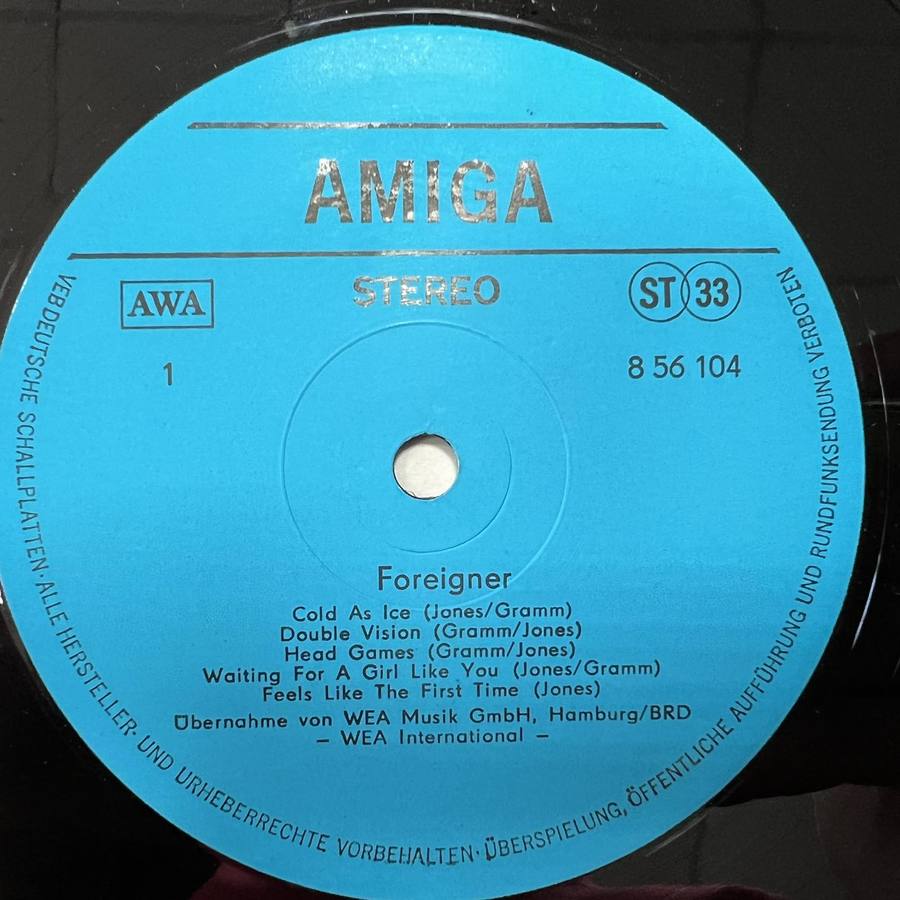 AMIGA
STEREO
AWA
ST 33
1
8 56 104
Foreigner
Cold As Ice (Jones/Gramm)
Double Vision (Gramm/Jones)
Head Games (Gramm/Jones)
Waiting For A Girl Like You (Jones/Gramm)
Feels Like The First Time (Jones)
Übernahme von WEA Musik GmbH, Hamburg/BRD
– WEA International –
VEB DEUTSCHE SCHALLPLATTEN · ALLE HERSTELLER- UND URHEBERRECHTE VORBEHALTEN · ÜBERSPIELUNG, ÖFFENTLICHE AUFFÜHRUNG UND RUNDFUNKSENDUNG VERBOTEN